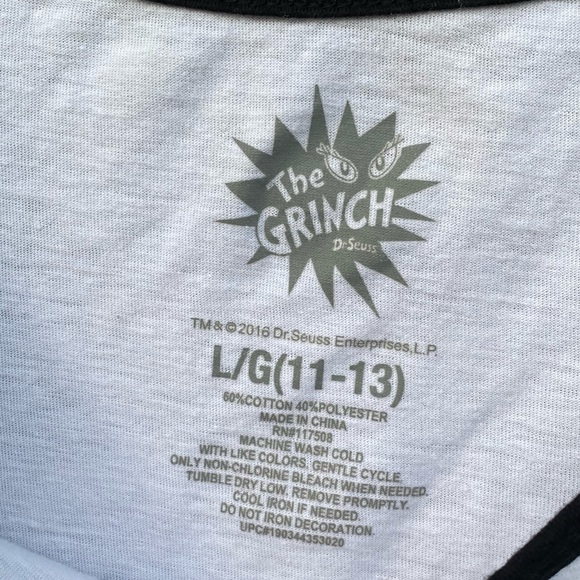 The
GRINCH
Dr.Seuss
TM & © 2016 Dr.Seuss Enterprises,L.P.
L/G(11-13)
60%COTTON 40%POLYESTER
MADE IN CHINA
RN#117508
MACHINE WASH COLD
WITH LIKE COLORS, GENTLE CYCLE.
ONLY NON-CHLORINE BLEACH WHEN NEEDED.
TUMBLE DRY LOW, REMOVE PROMPTLY.
COOL IRON IF NEEDED.
DO NOT IRON DECORATION.
UPC#190344353020